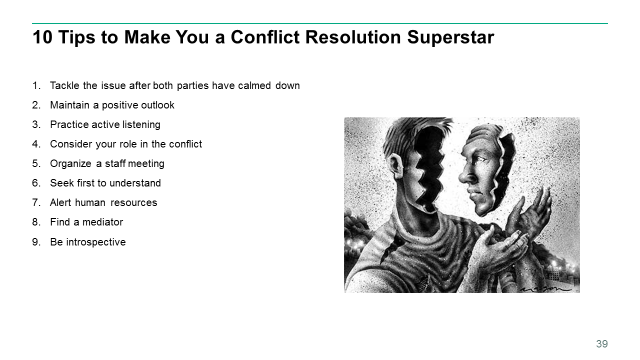 10 Tips to Make You a Conflict Resolution Superstar
1. Tackle the issue after both parties have calmed down
2. Maintain a positive outlook
3. Practice active listening
4. Consider your role in the conflict
5. Organize a staff meeting
6. Seek first to understand
7. Alert human resources
8. Find a mediator
9. Be introspective
39